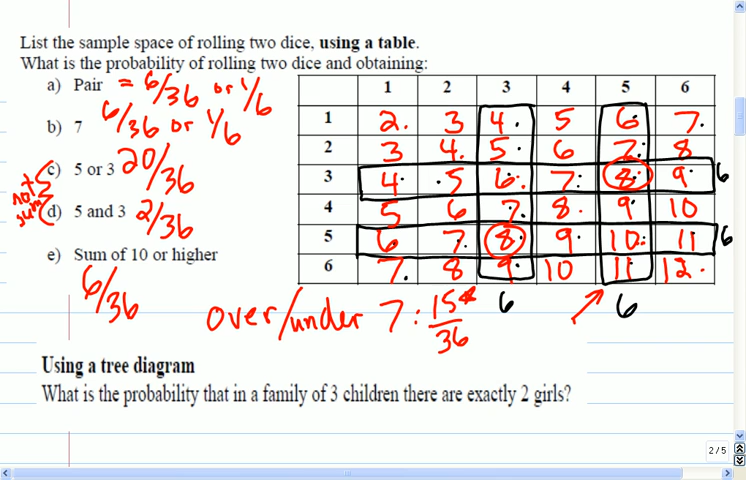 List the sample space of rolling two dice, using a table.
What is the probability of rolling two dice and obtaining:
a) Pair = 6/36 or 1/6
b) 7 6/36 or 1/6
c) 5 or 3 20/36
not sum
d) 5 and 3 2/36
e) Sum of 10 or higher
6/36
1 2 3 4 5 6
1 2 3 4 5 6 7
2 3 4 5 6 7 8
3 4 5 6 7 8 9 6
4 5 6 7 8 9 10
5 6 7 8 9 10 11 6
6 7 8 9 10 11 12
6 6
over/under 7: 15/36
Using a tree diagram
What is the probability that in a family of 3 children there are exactly 2 girls?
2/5